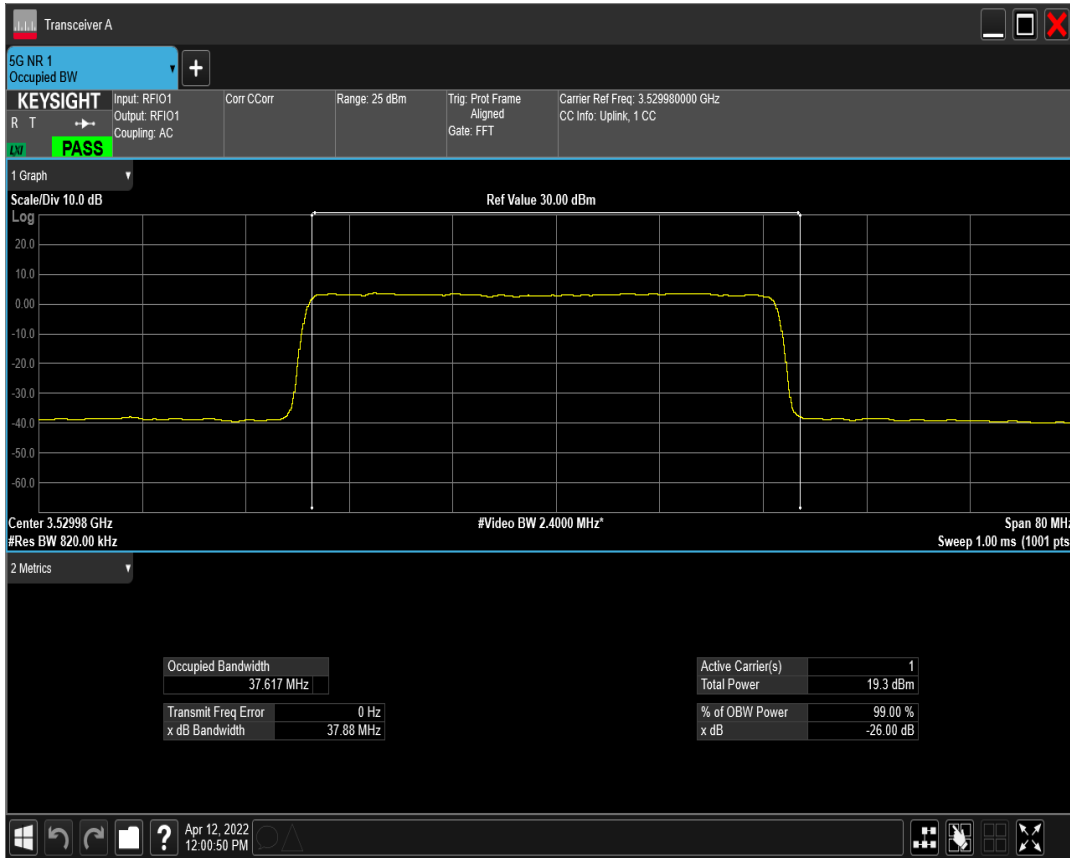 Transceiver A
5G NR 1
Occupied BW
+
KEYSIGHT
R T
LXI
PASS
Input: RFIO1
Output: RFIO1
Coupling: AC
Corr CCorr
Range: 25 dBm
Trig: Prot Frame
Aligned
Gate: FFT
Carrier Ref Freq: 3.529980000 GHz
CC Info: Uplink, 1 CC
1 Graph
Scale/Div 10.0 dB
Ref Value 30.00 dBm
Log
20.0
10.0
0.00
-10.0
-20.0
-30.0
-40.0
-50.0
-60.0
Center 3.52998 GHz
#Video BW 2.4000 MHz*
Span 80 MHz
#Res BW 820.00 kHz
Sweep 1.00 ms (1001 pts
2 Metrics
Occupied Bandwidth
37.617 MHz
Transmit Freq Error 0 Hz
x dB Bandwidth 37.88 MHz
Active Carrier(s) 1
Total Power 19.3 dBm
% of OBW Power 99.00 %
x dB -26.00 dB
?
Apr 12, 2022
12:00:50 PM